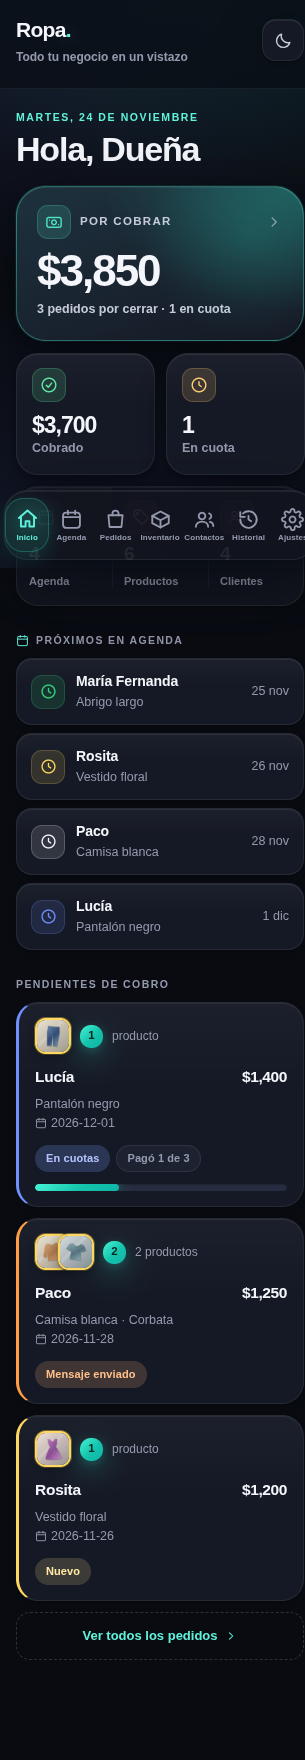 Ropa.
Todo tu negocio en un vistazo
MARTES, 24 DE NOVIEMBRE
Hola, Dueña
POR COBRAR
$3,850
3 pedidos por cerrar · 1 en cuota
$3,700
Cobrado
1
En cuota
Inicio
Agenda
Pedidos
Inventario
Contactos
Historial
Ajustes
4
6
4
Agenda
Productos
Clientes
PRÓXIMOS EN AGENDA
María Fernanda
Abrigo largo
25 nov
Rosita
Vestido floral
26 nov
Paco
Camisa blanca
28 nov
Lucía
Pantalón negro
1 dic
PENDIENTES DE COBRO
1 producto
Lucía $1,400
Pantalón negro
2026-12-01
En cuotas Pagó 1 de 3
2 2 productos
Paco $1,250
Camisa blanca · Corbata
2026-11-28
Mensaje enviado
1 producto
Rosita $1,200
Vestido floral
2026-11-26
Nuevo
Ver todos los pedidos